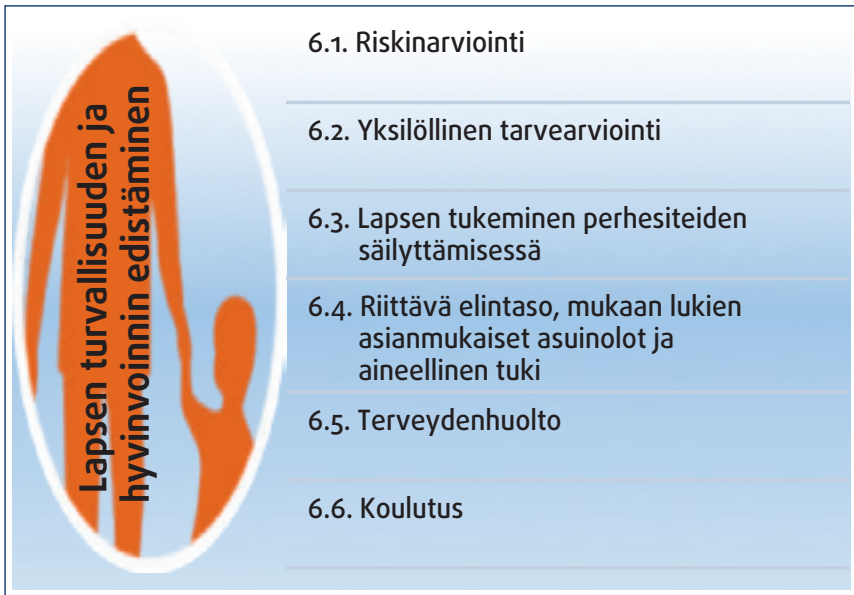 Lapsen turvallisuuden ja
hyvinvoinnin edistäminen
6.1. Riskinarviointi
6.2. Yksilöllinen tarvearviointi
6.3. Lapsen tukeminen perhesiteiden
säilyttämisessä
6.4. Riittävä elintaso, mukaan lukien
asianmukaiset asuinolot ja
aineellinen tuki
6.5. Terveydenhuolto
6.6. Koulutus